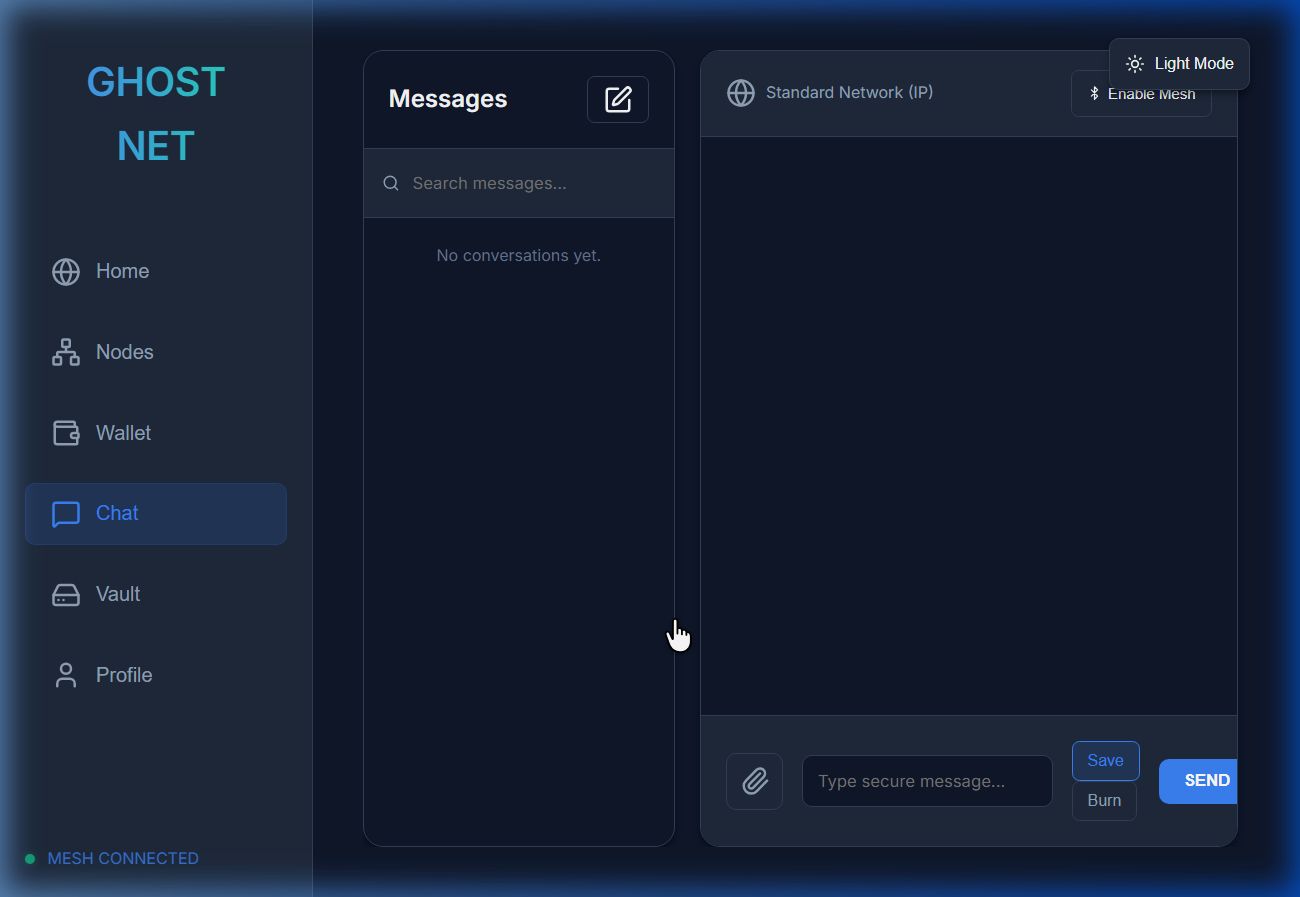 GHOST
NET
Home
Nodes
Wallet
Chat
Vault
Profile
MESH CONNECTED
Messages
Search messages...
No conversations yet.
Standard Network (IP)
Light Mode
Enable Mesh
Type secure message...
Save
Burn
SEND